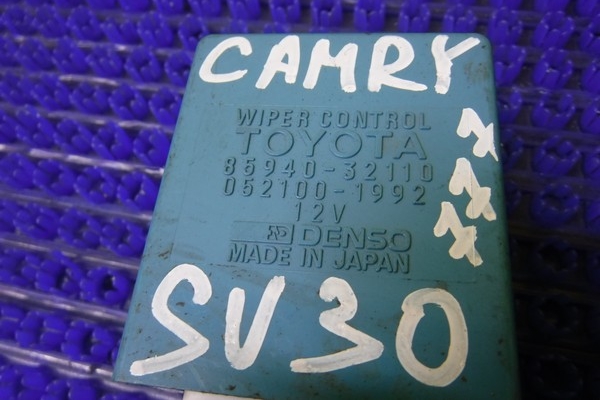 CAMRY
WIPER CONTROL
TOYOTA
85940-32110
052100-1992
12V
DENSO
MADE IN JAPAN
SV30